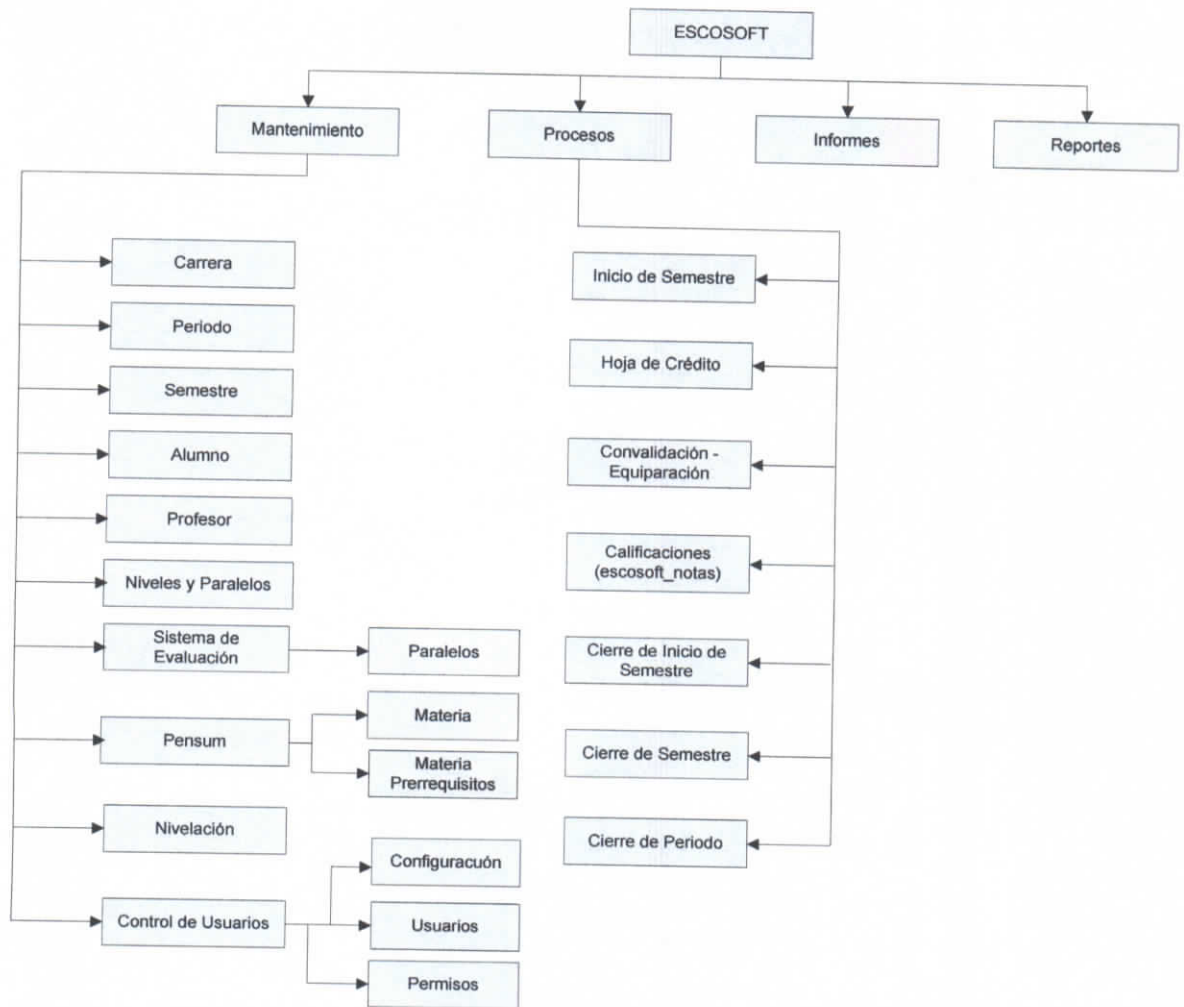 ESCOSOFT
Mantenimiento
Procesos
Informes
Reportes
Carrera
Periodo
Semestre
Alumno
Profesor
Niveles y Paralelos
Sistema de
Evaluación
Paralelos
Pensum
Materia
Materia
Prerrequisitos
Nivelación
Control de Usuarios
Configuracuón
Usuarios
Permisos
Inicio de Semestre
Hoja de Crédito
Convalidación -
Equiparación
Calificaciones
(escosoft_notas)
Cierre de Inicio de
Semestre
Cierre de Semestre
Cierre de Periodo